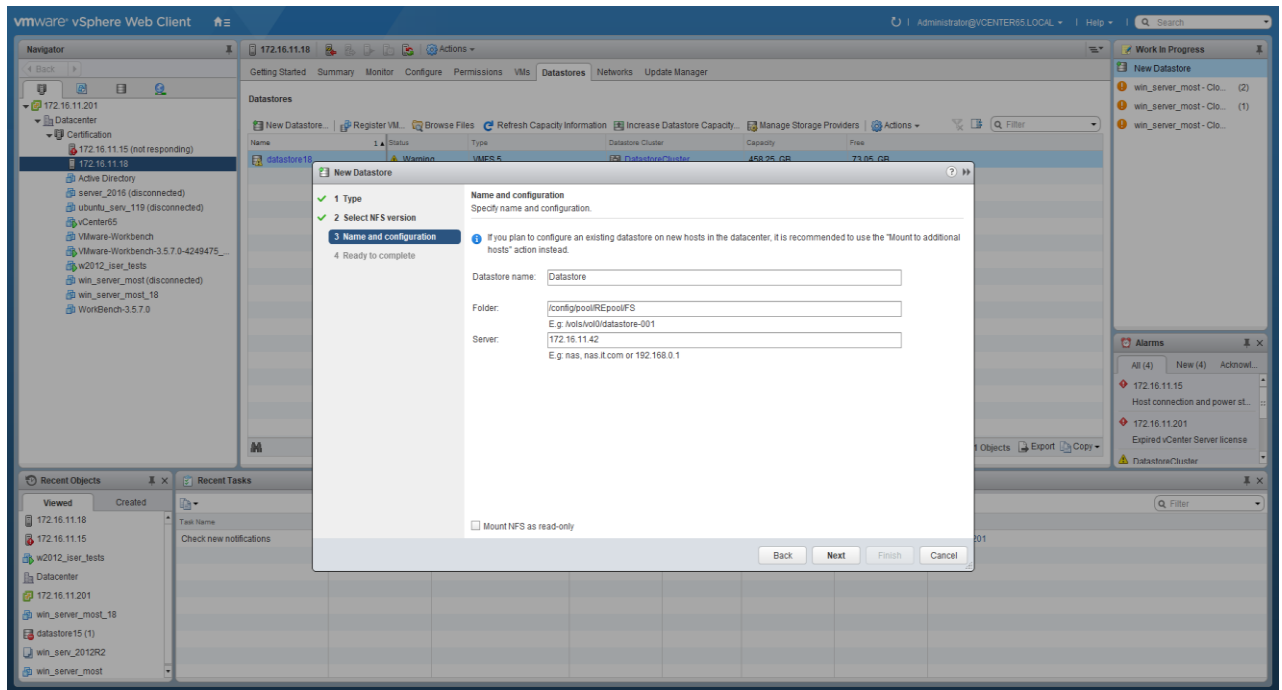 vmware® vSphere Web Client
Administrator@VCENTER65.LOCAL
Help
Search
Navigator
Back
172.16.11.201
Datacenter
Certification
172.16.11.15 (not responding)
172.16.11.18
Active Directory
server_2016 (disconnected)
ubuntu_serv_119 (disconnected)
vCenter65
VMware-Workbench
VMware-Workbench-3.5.7.0-4249475_...
w2012_iser_tests
win_server_most (disconnected)
win_server_most_18
WorkBench-3.5.7.0
172.16.11.18 Actions
Getting Started Summary Monitor Configure Permissions VMs Datastores Networks Update Manager
Datastores
New Datastore... Register VM... Browse Files Refresh Capacity Information Increase Datastore Capacity... Manage Storage Providers Actions Filter
Name 1 Status Type Datastore Cluster Capacity Free
datastore18 Warning VMFS 5 DatastoreCluster 458.25 GB 73.05 GB
1 Objects Export Copy
New Datastore
1 Type
2 Select NFS version
3 Name and configuration
4 Ready to complete
Name and configuration
Specify name and configuration.
If you plan to configure an existing datastore on new hosts in the datacenter, it is recommended to use the "Mount to additional
hosts" action instead.
Datastore name: Datastore
Folder: /config/pool/REpool/FS
E.g: /vols/vol0/datastore-001
Server: 172.16.11.42
E.g: nas, nas.it.com or 192.168.0.1
Mount NFS as read-only
Back Next Finish Cancel
Work In Progress
New Datastore
win_server_most - Clo... (2)
win_server_most - Clo... (1)
win_server_most - Clo...
Alarms
All (4) New (4) Acknowl...
172.16.11.15
Host connection and power st...
172.16.11.201
Expired vCenter Server license
DatastoreCluster
Recent Objects
Viewed Created
172.16.11.18
172.16.11.15
w2012_iser_tests
Datacenter
172.16.11.201
win_server_most_18
datastore15 (1)
win_serv_2012R2
win_server_most
Recent Tasks
Filter
Task Name
Check new notifications